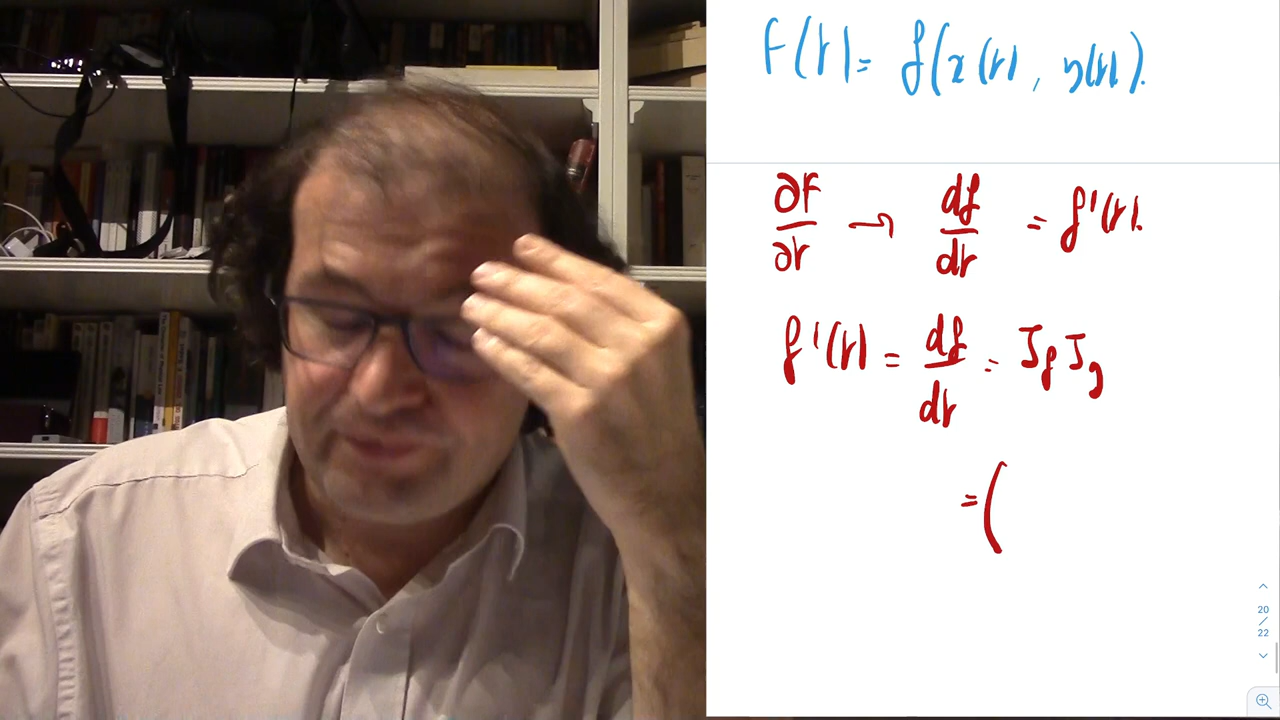 F(r) = f(x(r), y(r)).
∂F/∂r → df/dr = f'(r).
f'(r) = df/dr = J_f J_g
= (
20
/
22